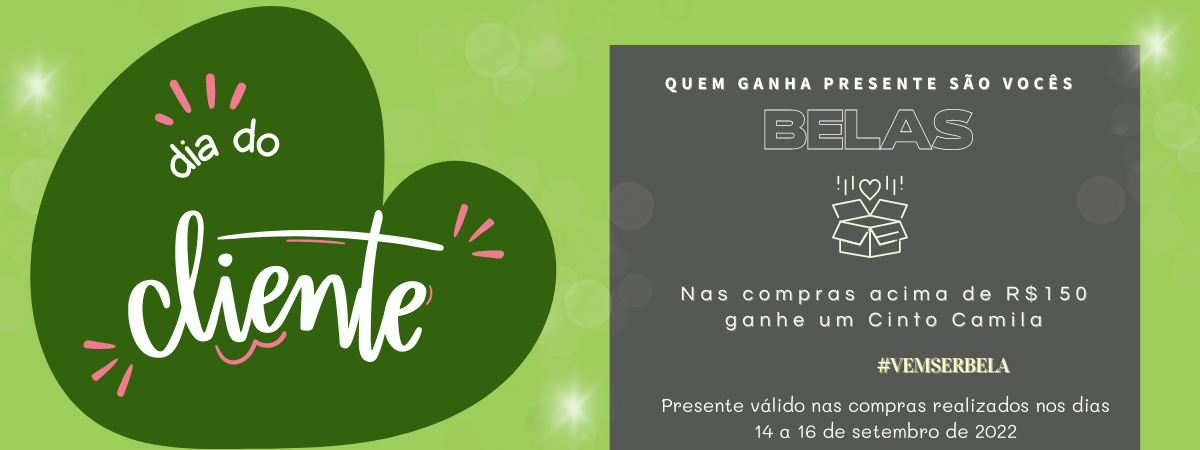 dia do
cliente
QUEM GANHA PRESENTE SÃO VOCÊS
BELAS
Nas compras acima de R$150
ganhe um Cinto Camila
#VEMSERBELA
Presente válido nas compras realizados nos dias
14 a 16 de setembro de 2022